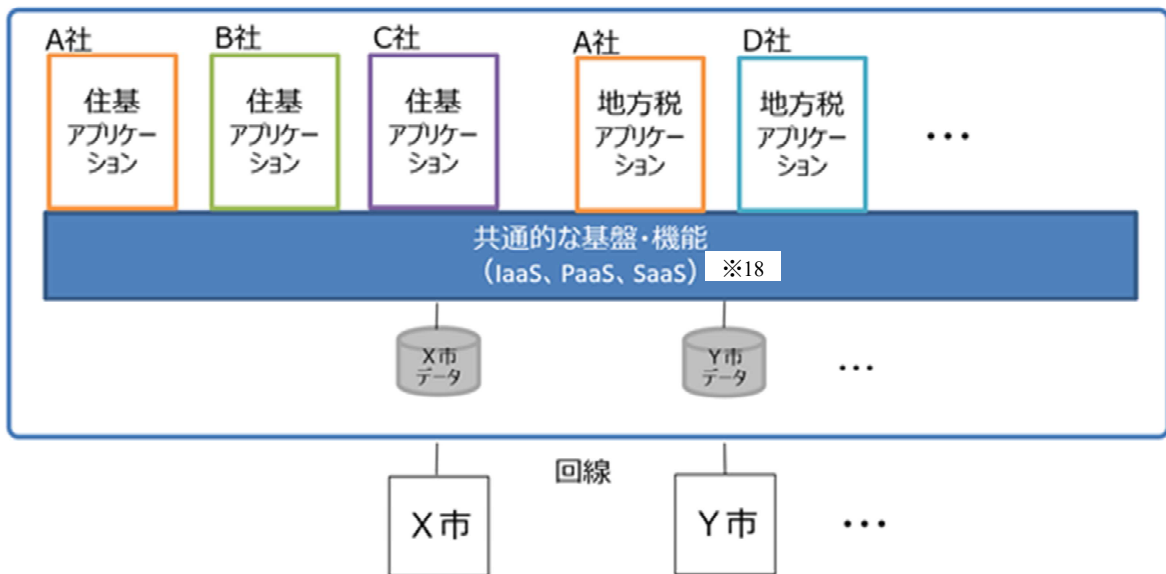 A社
B社
C社
A社
D社
住基
アプリケー
ション
住基
アプリケー
ション
住基
アプリケー
ション
地方税
アプリケー
ション
地方税
アプリケー
ション
・・・
共通的な基盤・機能
（IaaS、PaaS、SaaS） ※18
X市
データ
Y市
データ
・・・
回線
X市
Y市
・・・